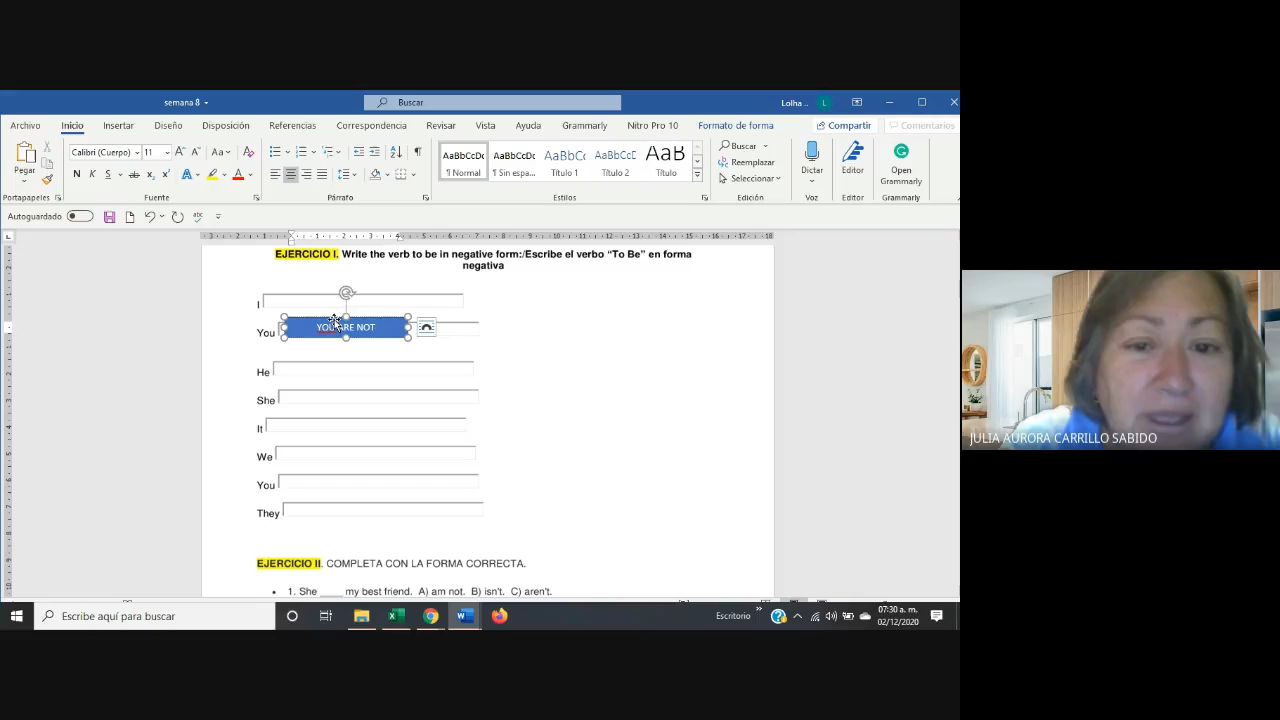 semana 8
Buscar
Lolha ..
L
Archivo Inicio Insertar Diseño Disposición Referencias Correspondencia Revisar Vista Ayuda Grammarly Nitro Pro 10 Formato de forma
Compartir
Comentarios
Pegar
Calibri (Cuerpo) 11
N K S ab x₂ x² A A
AaBbCcDc AaBbCcDc AaBbCc AaBbCcD AaB
¶ Normal ¶ Sin espa... Título 1 Título 2 Título
Buscar
Reemplazar
Seleccionar
Dictar
Editor
Open Grammarly
Portapapeles Fuente Párrafo Estilos Edición Voz Editor Grammarly
Autoguardado
EJERCICIO I. Write the verb to be in negative form:/Escribe el verbo “To Be” en forma
negativa
I
You
RE NOT
He
She
It
We
You
They
EJERCICIO II. COMPLETA CON LA FORMA CORRECTA.
1. She ____ my best friend. A) am not. B) isn't. C) aren't.
Escribe aquí para buscar
Escritorio
07:30 a. m.
02/12/2020
JULIA AURORA CARRILLO SABIDO